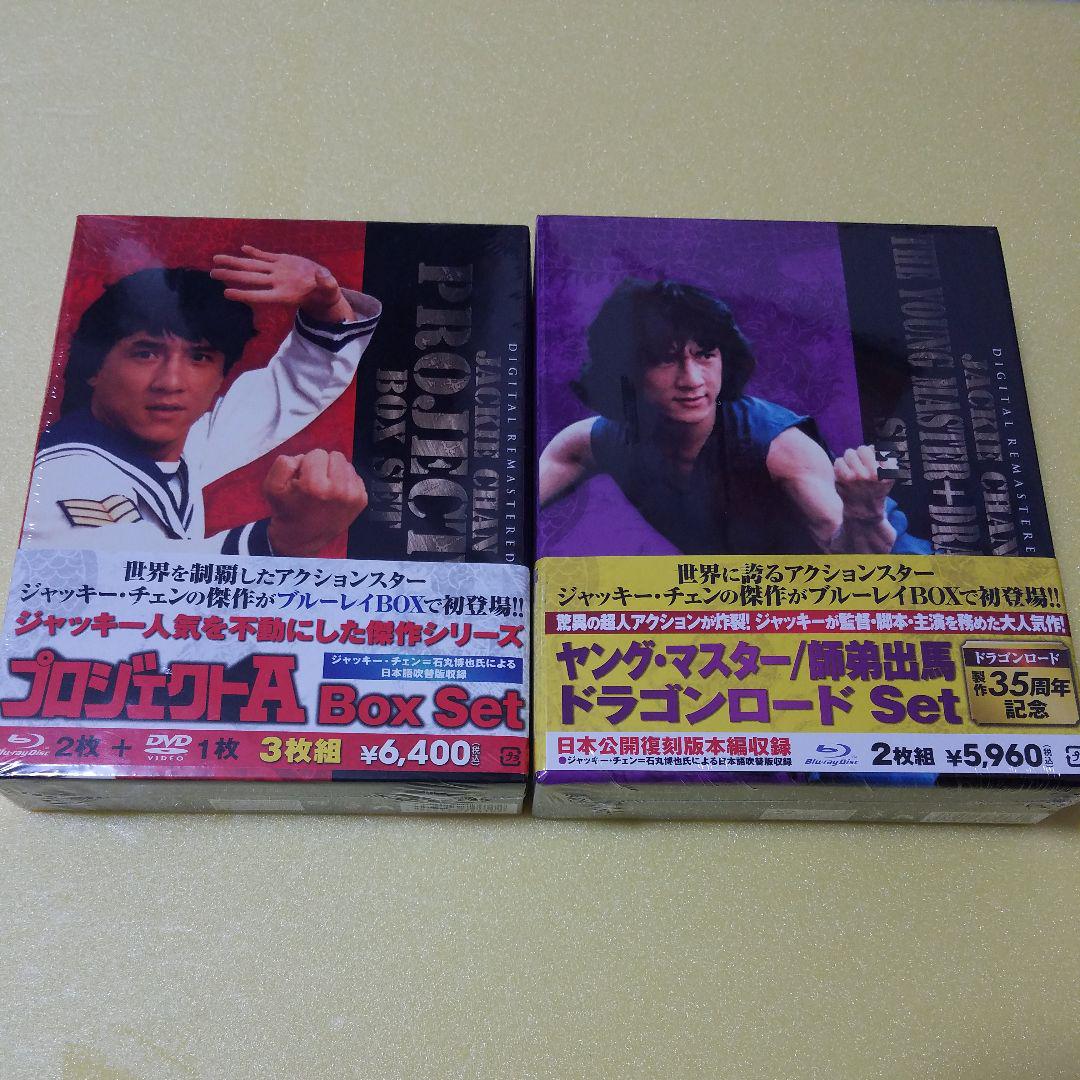 DIGITAL REMASTERED
JACKIE CHAN
PROJECT
BOX SET
世界を制覇したアクションスター
ジャッキー・チェンの傑作がブルーレイBOXで初登場!!
ジャッキー人気を不動にした傑作シリーズ
プロジェクトA Box Set
ジャッキー・チェン=石丸博也氏による
日本語吹替版収録
Blu-ray Disc 2枚 + DVD VIDEO 1枚 3枚組 ¥6,400(税込)
DIGITAL REMASTERED
JACKIE CHAN
THE YOUNG MASTER+DRA
SET
世界に誇るアクションスター
ジャッキー・チェンの傑作がブルーレイBOXで初登場!!
驚異の超人アクションが炸裂!ジャッキーが監督・脚本・主演を務めた大人気作!
ヤング・マスター/師弟出馬
ドラゴンロード Set
ドラゴンロード
製作35周年
記念
日本公開復刻版本編収録
●ジャッキー・チェン=石丸博也氏による日本語吹替版収録
Blu-ray Disc 2枚組 ¥5,960(税込)